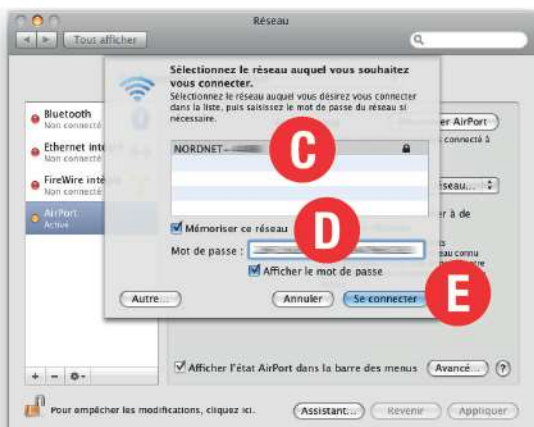 Réseau
Tout afficher
Sélectionnez le réseau auquel vous souhaitez
vous connecter.
Sélectionnez le réseau auquel vous désirez vous connecter
dans la liste, puis saisissez le mot de passe du réseau si
nécessaire.
Bluetooth
Non connecté
er AirPort
connecté à
Ethernet inté
Non connecté
NORDNET-
C
FireWire inté
Non connecté
éseau...
AirPort
Active
er à de
Mémoriser ce réseau
D
Mot de passe :
eau connu
Afficher le mot de passe
Autre...
Annuler
Se connecter
E
Afficher l'état AirPort dans la barre des menus
Avancé...
?
Pour empêcher les modifications, cliquez ici.
Assistant...
Revenir
Appliquer